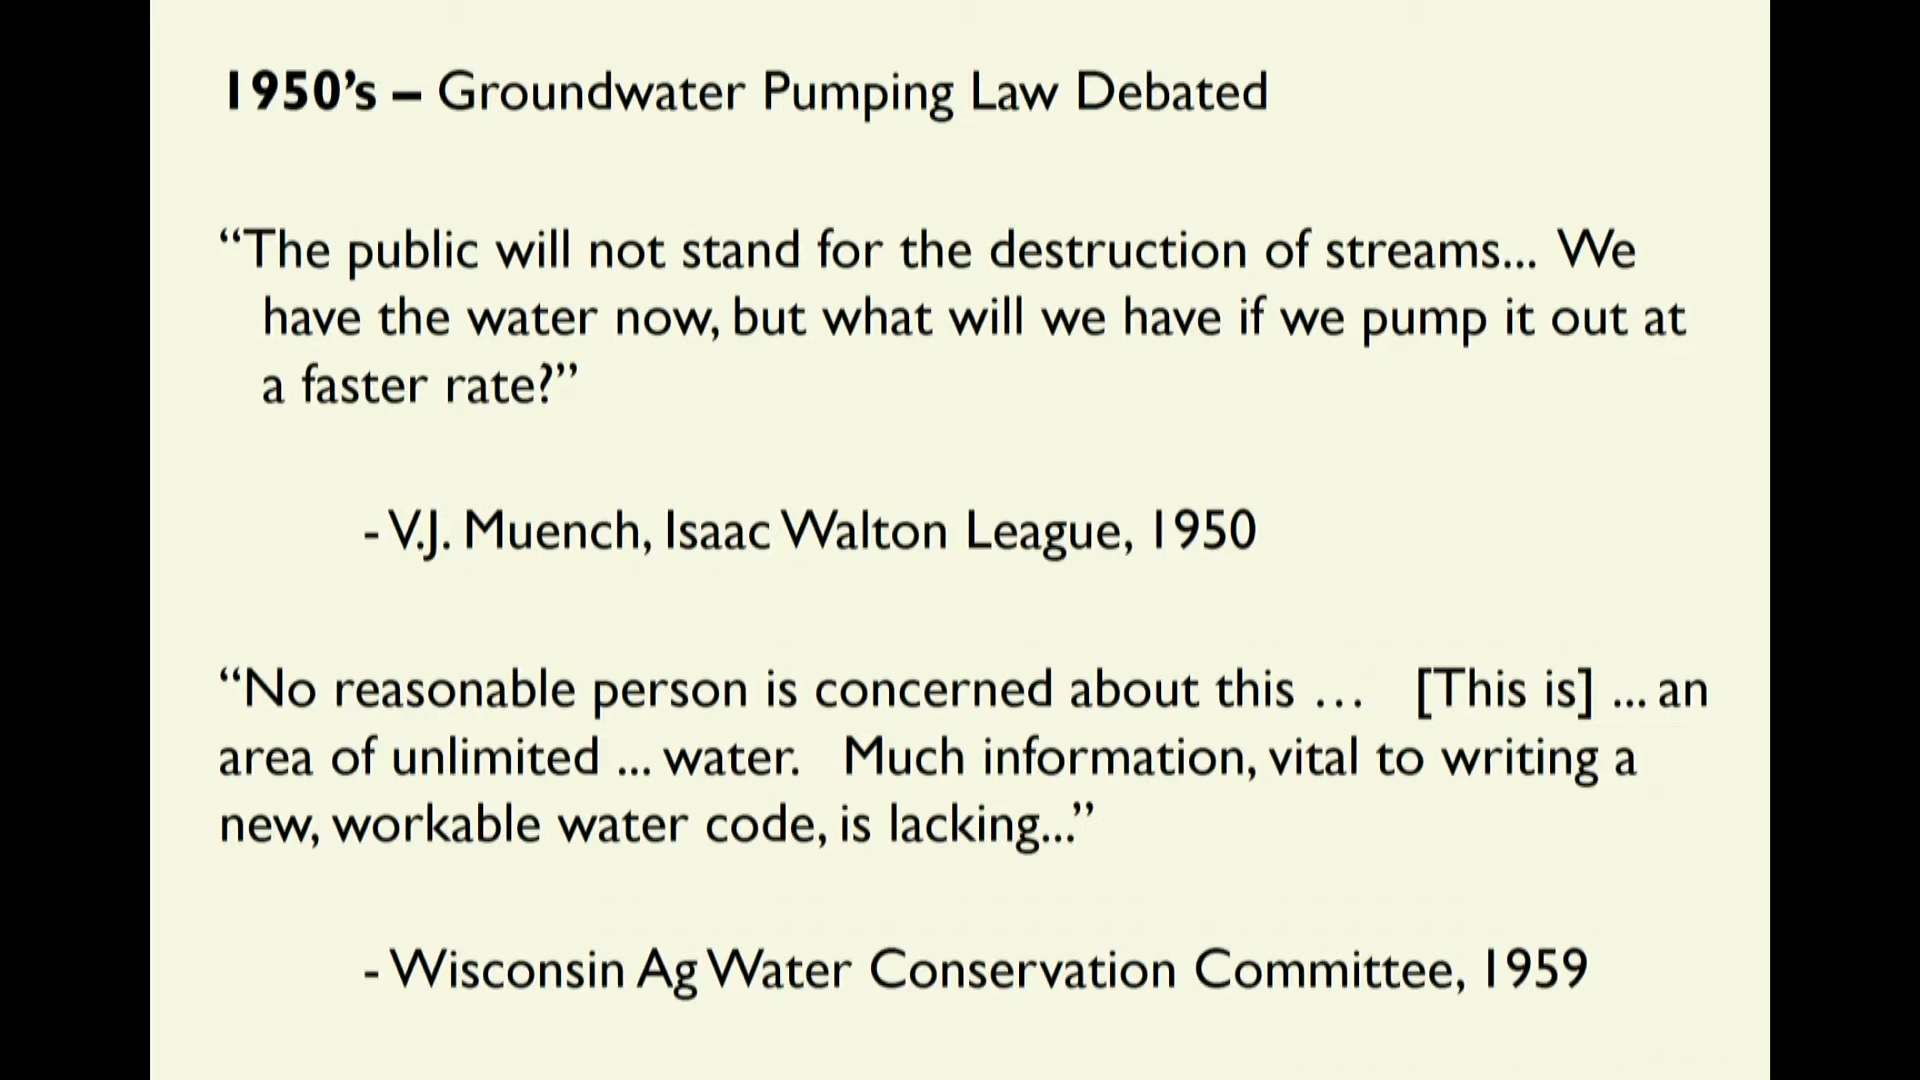 1950’s – Groundwater Pumping Law Debated
“The public will not stand for the destruction of streams... We
have the water now, but what will we have if we pump it out at
a faster rate?”
- V.J. Muench, Isaac Walton League, 1950
“No reasonable person is concerned about this … [This is] ... an
area of unlimited ... water. Much information, vital to writing a
new, workable water code, is lacking...”
- Wisconsin Ag Water Conservation Committee, 1959